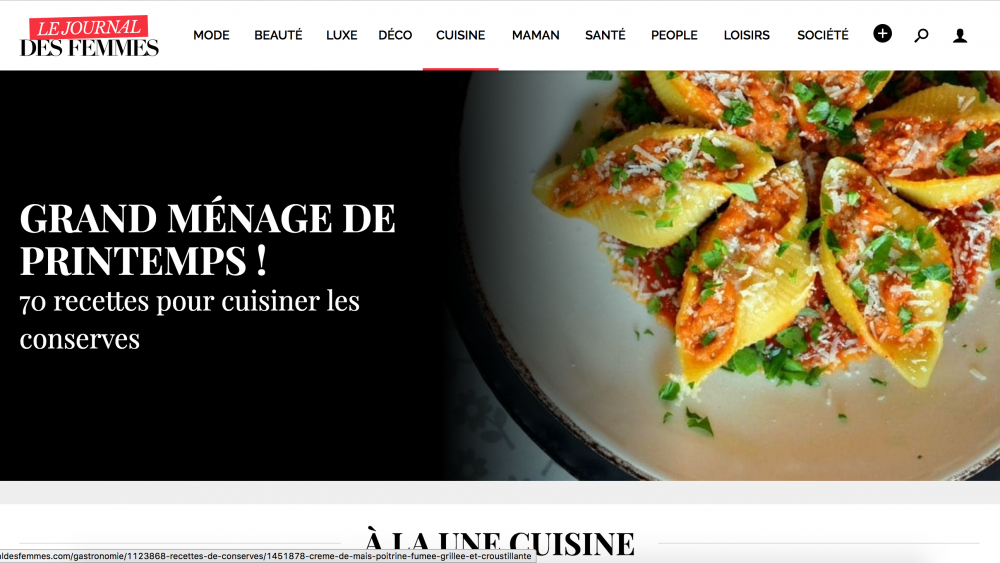 LE JOURNAL
DES FEMMES
MODE BEAUTÉ LUXE DÉCO CUISINE MAMAN SANTÉ PEOPLE LOISIRS SOCIÉTÉ
GRAND MÉNAGE DE
PRINTEMPS !
70 recettes pour cuisiner les
conserves
À LA UNE CUISINE
aldesfemmes.com/gastronomie/1123868-recettes-de-conserves/1451878-creme-de-mais-poitrine-fumee-grillee-et-croustillante